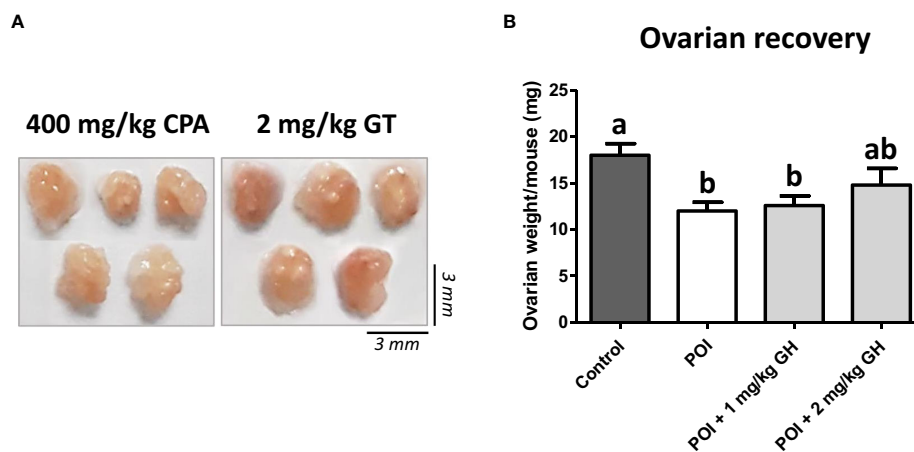 A
400 mg/kg CPA
2 mg/kg GT
3 mm
3 mm
B
Ovarian recovery
Ovarian weight/mouse (mg)
25
20
15
10
5
0
a
b
b
ab
Control
POI
POI + 1 mg/kg GH
POI + 2 mg/kg GH